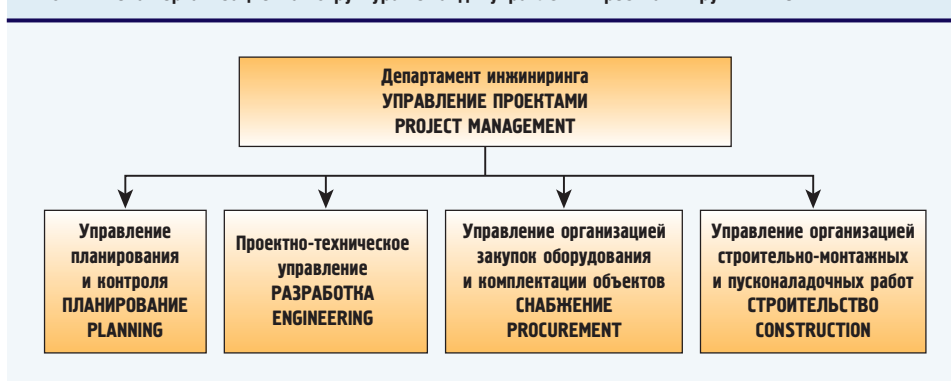 Департамент инжиниринга
УПРАВЛЕНИЕ ПРОЕКТАМИ
PROJECT MANAGEMENT
Управление
планирования
и контроля
ПЛАНИРОВАНИЕ
PLANNING
Проектно-техническое
управление
РАЗРАБОТКА
ENGINEERING
Управление организацией
закупок оборудования
и комплектации объектов
СНАБЖЕНИЕ
PROCUREMENT
Управление организацией
строительно-монтажных
и пусконаладочных работ
СТРОИТЕЛЬСТВО
CONSTRUCTION